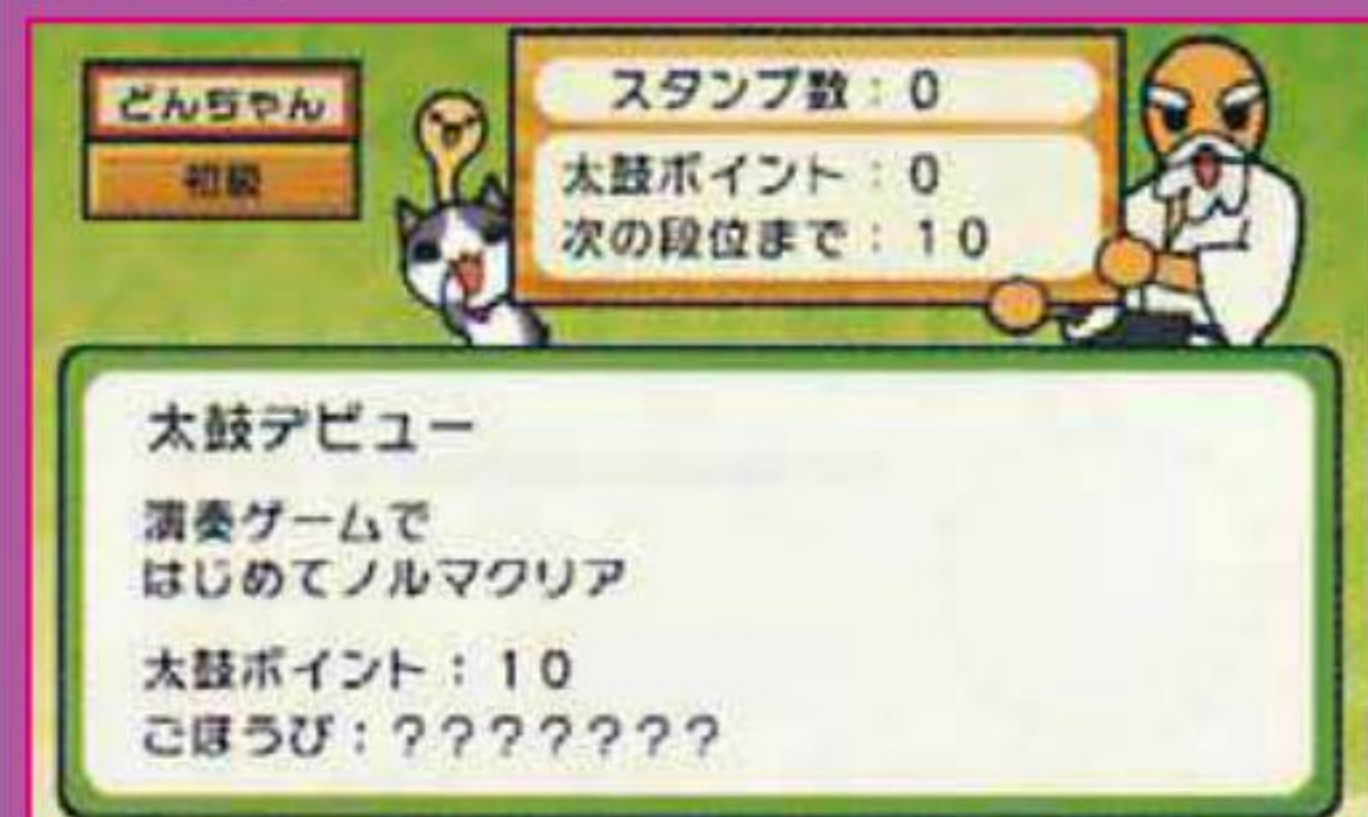 どんちゃん
初級
スタンプ数：0
太鼓ポイント：0
次の段位まで：10
太鼓デビュー
演奏ゲームで
はじめてノルマクリア
太鼓ポイント：10
ごほうび：???????